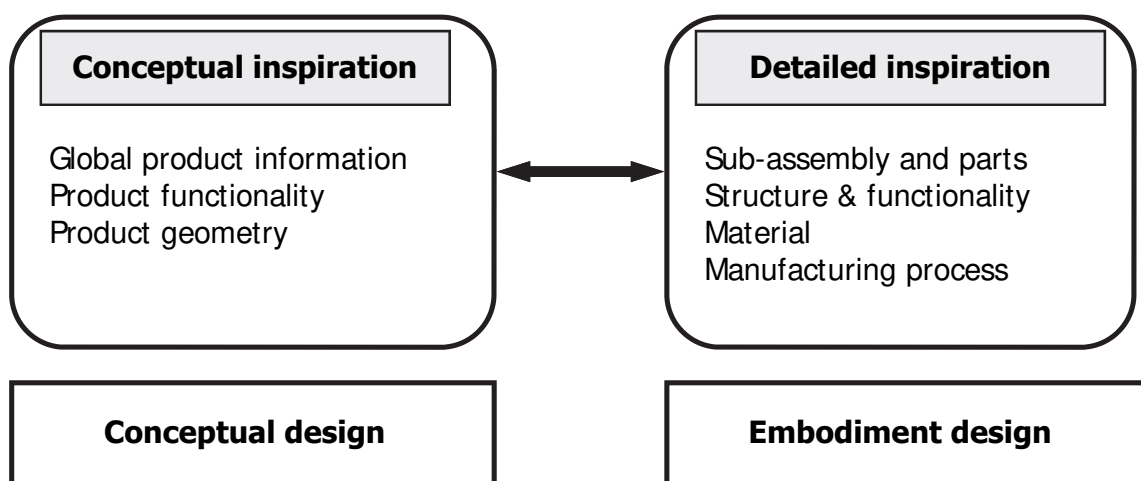 Conceptual inspiration
Global product information
Product functionality
Product geometry
Detailed inspiration
Sub-assembly and parts
Structure & functionality
Material
Manufacturing process
Conceptual design
Embodiment design